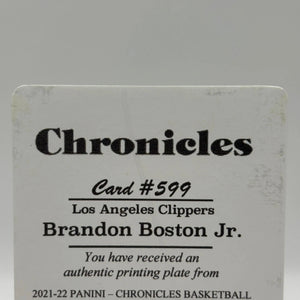 Chronicles
Card #599
Los Angeles Clippers
Brandon Boston Jr.
You have received an
authentic printing plate from
2021-22 PANINI – CHRONICLES BASKETBALL